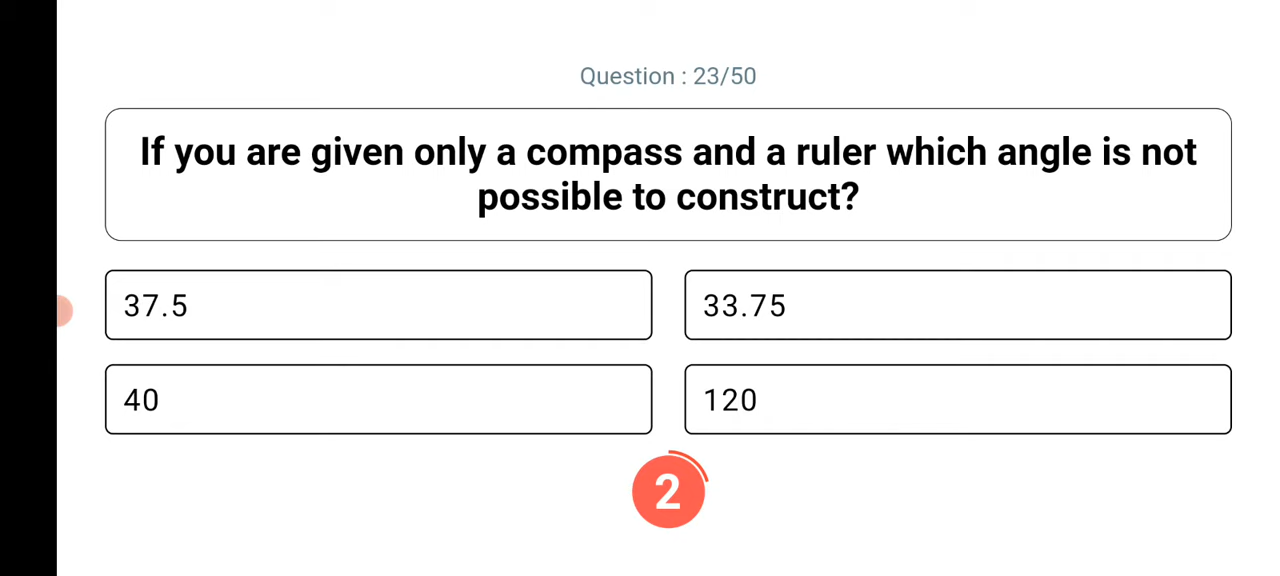 Question : 23/50
If you are given only a compass and a ruler which angle is not
possible to construct?
37.5
33.75
40
120
2